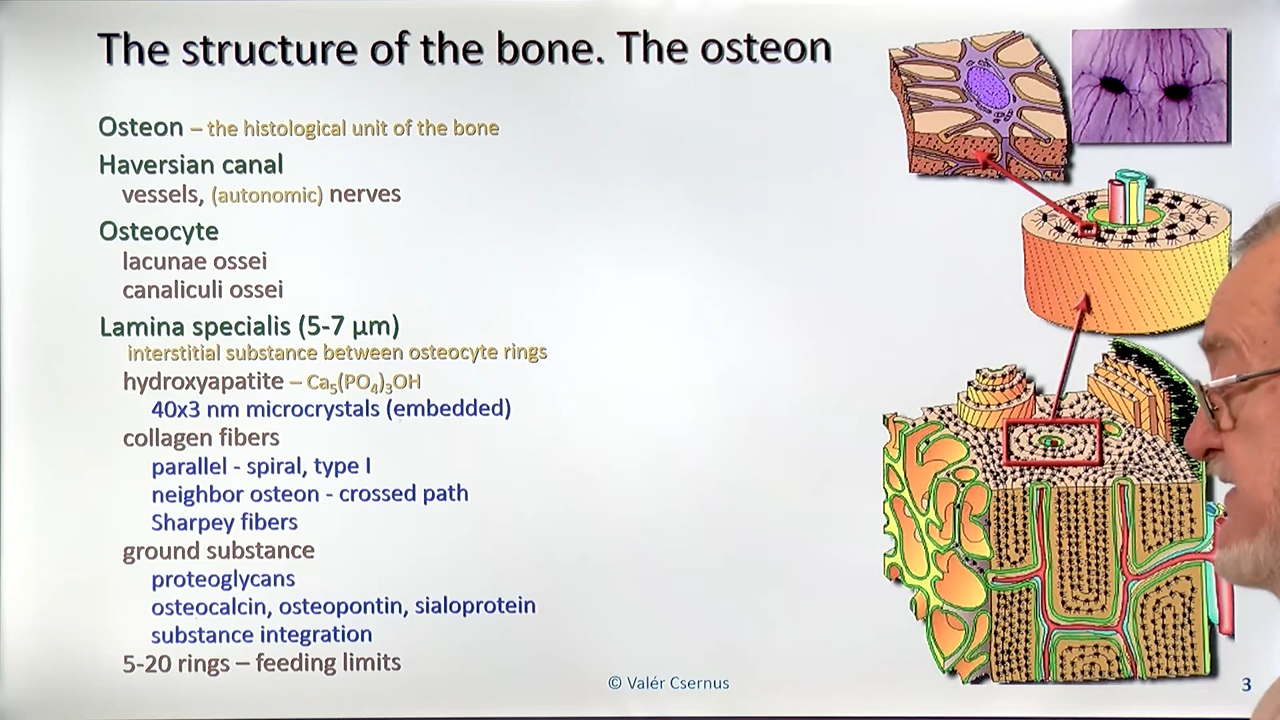 The structure of the bone. The osteon
Osteon – the histological unit of the bone
Haversian canal
vessels, (autonomic) nerves
Osteocyte
lacunae ossei
canaliculi ossei
Lamina specialis (5-7 µm)
interstitial substance between osteocyte rings
hydroxyapatite – Ca₅(PO₄)₃OH
40x3 nm microcrystals (embedded)
collagen fibers
parallel - spiral, type I
neighbor osteon - crossed path
Sharpey fibers
ground substance
proteoglycans
osteocalcin, osteopontin, sialoprotein
substance integration
5-20 rings – feeding limits
© Valér Csernus
3